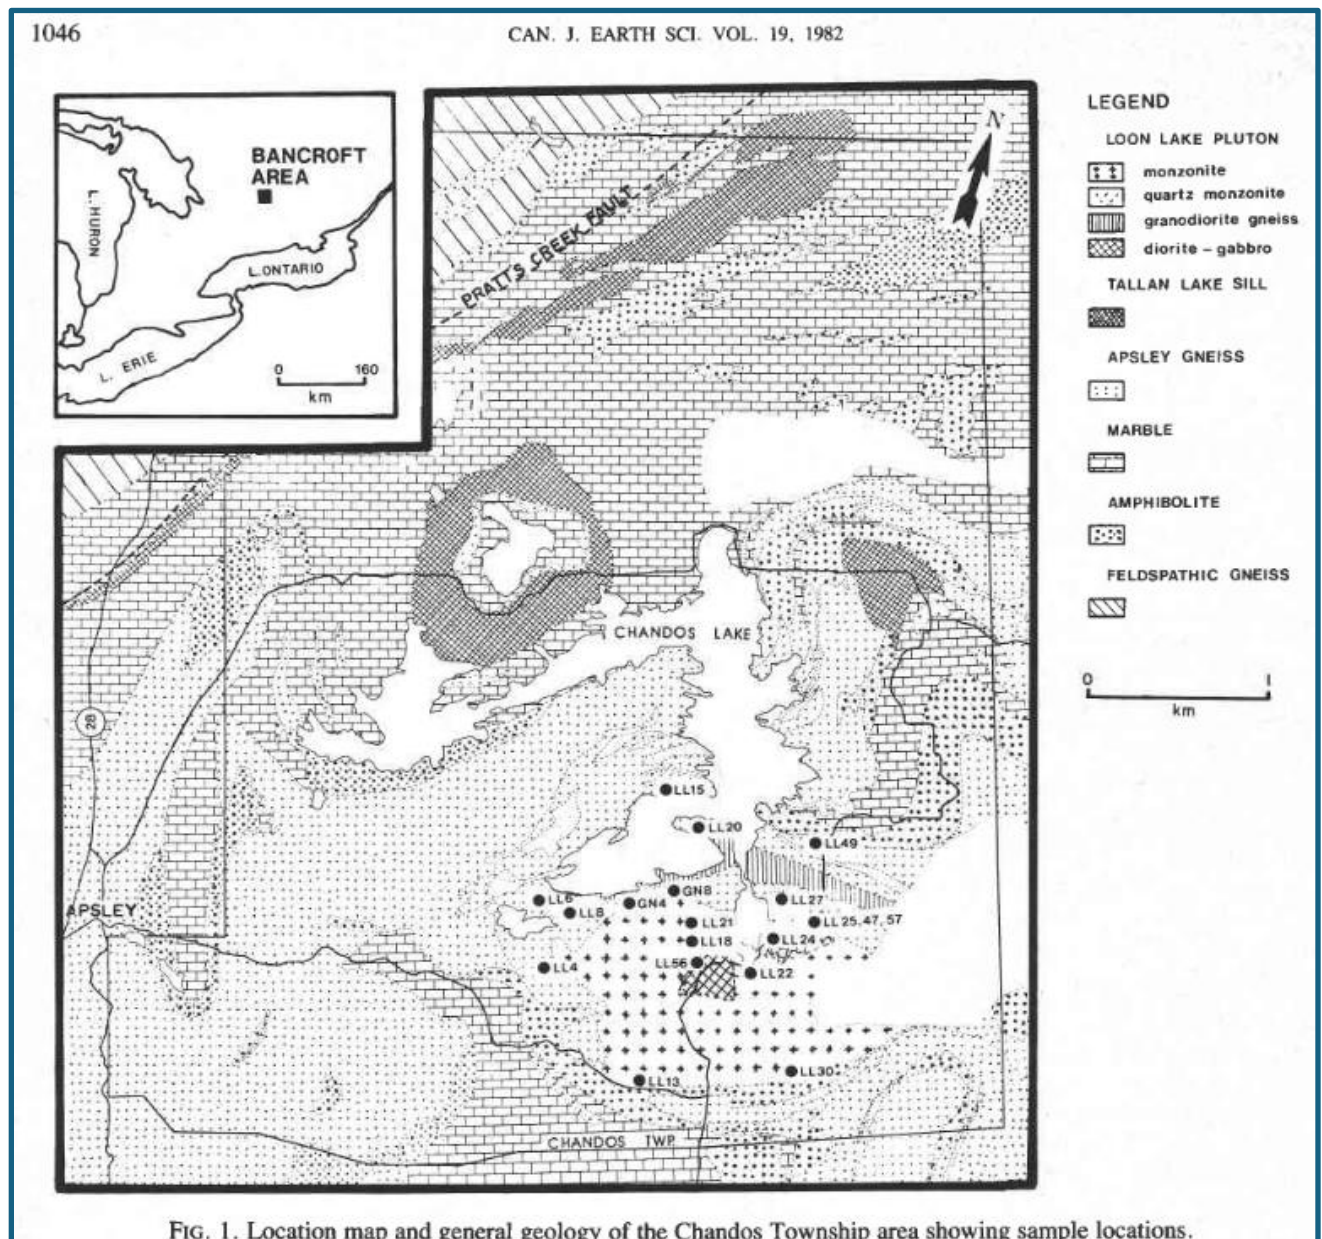 1046
CAN. J. EARTH SCI. VOL. 19, 1982
BANCROFT
AREA
L. HURON
L. ONTARIO
L. ERIE
0 160
km
N
PRATTS CREEK FAULT
CHANDOS LAKE
28
APSLEY
LL15
LL20
LL49
GN8
LL6
GN4
LL27
LL8
LL21
LL25,47,57
LL18
LL24
LL56
LL4
LL22
LL30
LL13
CHANDOS TWP.
LEGEND
LOON LAKE PLUTON
monzonite
quartz monzonite
granodiorite gneiss
diorite – gabbro
TALLAN LAKE SILL
APSLEY GNEISS
MARBLE
AMPHIBOLITE
FELDSPATHIC GNEISS
0 1
km
FIG. 1. Location map and general geology of the Chandos Township area showing sample locations.